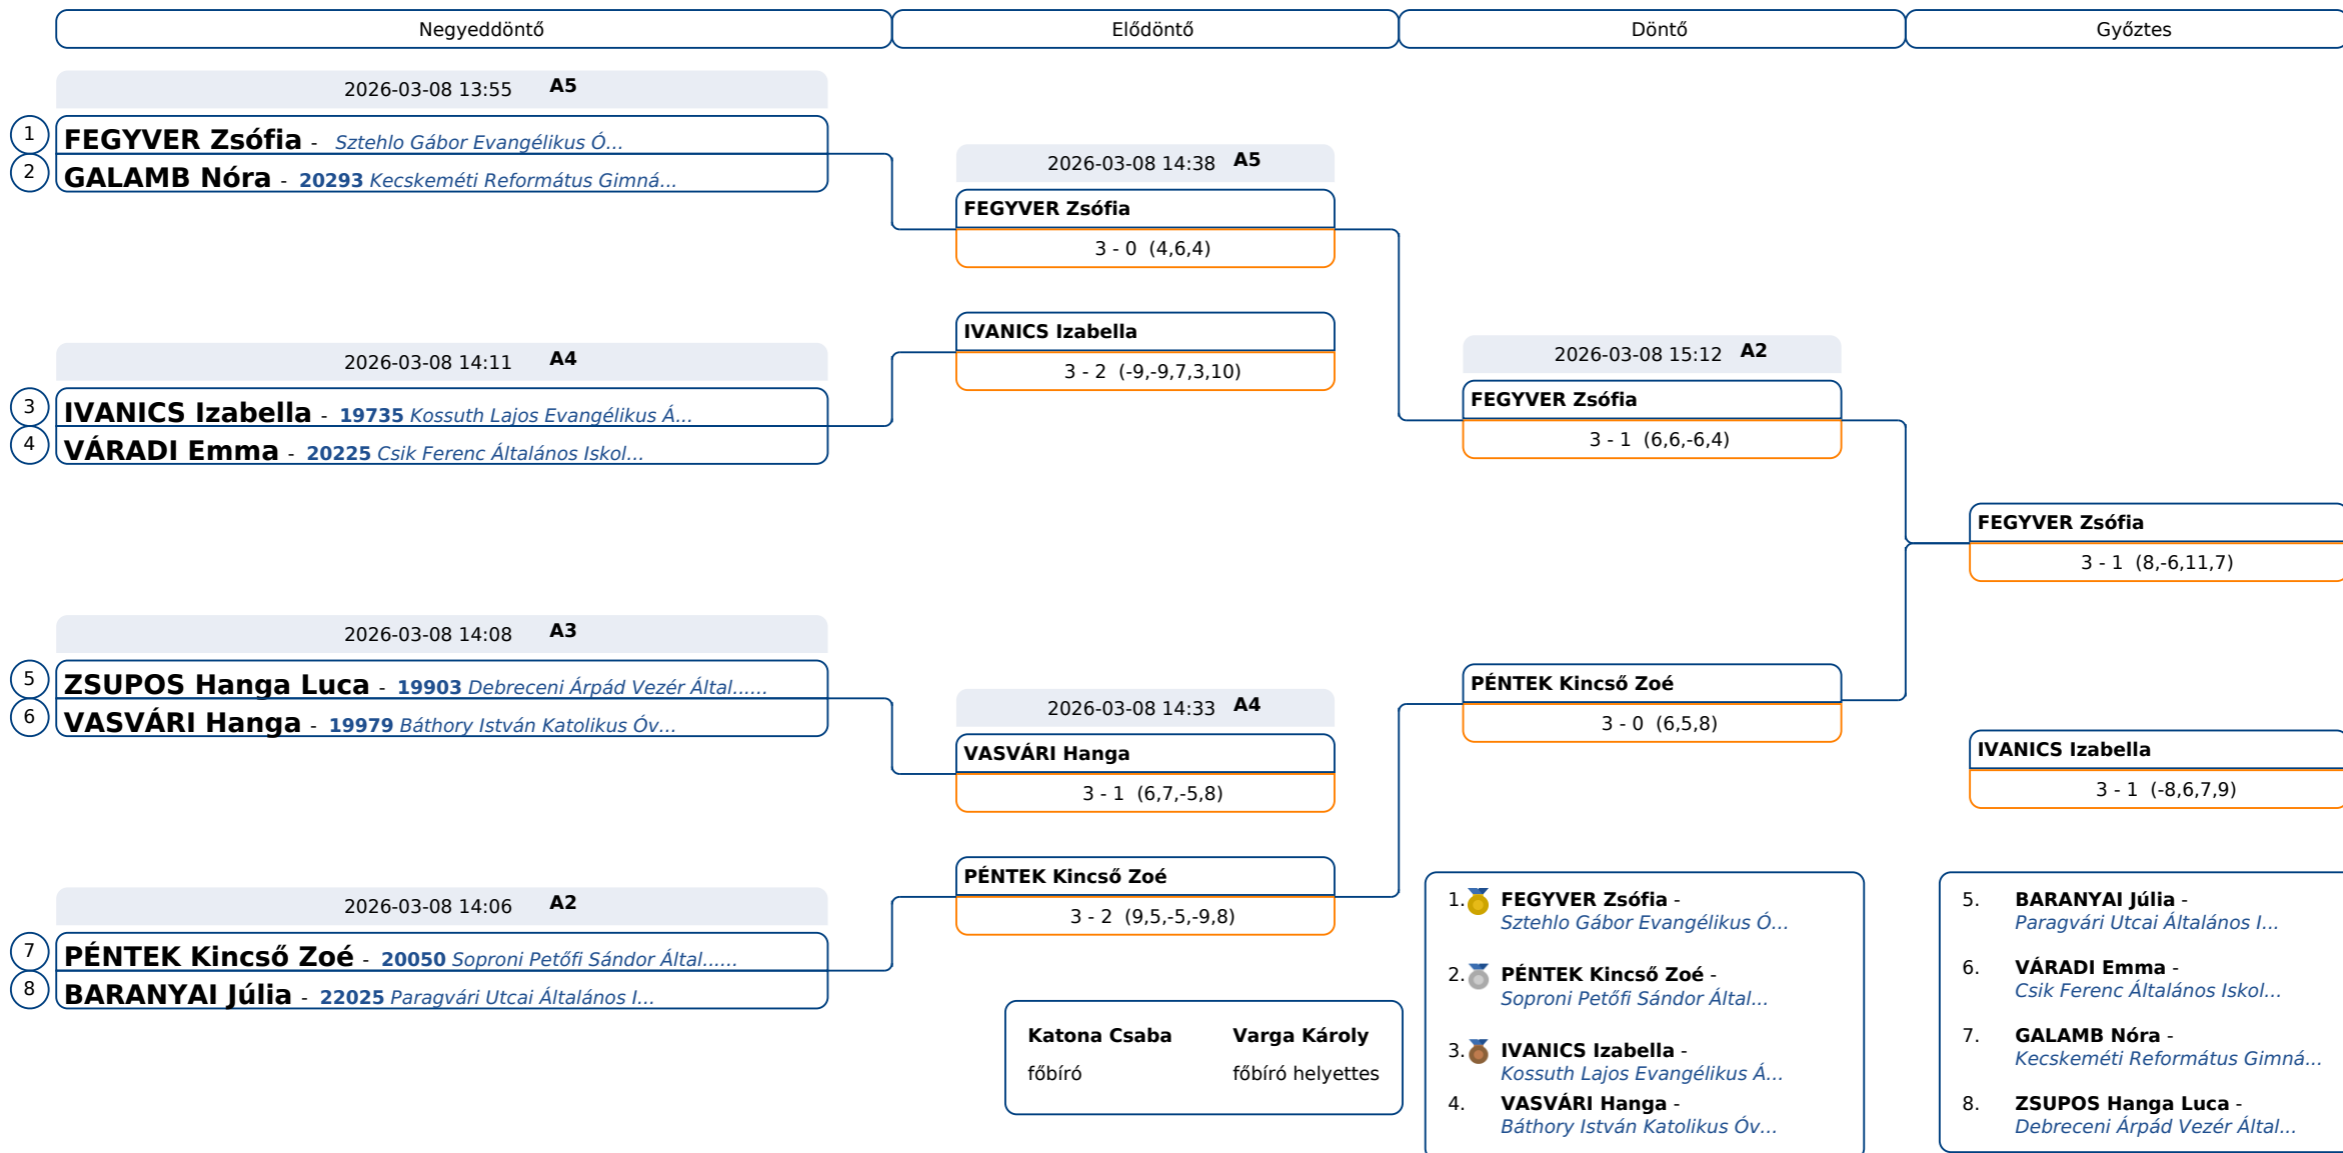 Negyeddöntő
Elődöntő
Döntő
Győztes
2026-03-08 13:55 A5
1 FEGYVER Zsófia - Sztehlo Gábor Evangélikus Ó...
2 GALAMB Nóra - 20293 Kecskeméti Református Gimná...
2026-03-08 14:11 A4
3 IVANICS Izabella - 19735 Kossuth Lajos Evangélikus Á...
4 VÁRADI Emma - 20225 Csik Ferenc Általános Iskol...
2026-03-08 14:08 A3
5 ZSUPOS Hanga Luca - 19903 Debreceni Árpád Vezér Által......
6 VASVÁRI Hanga - 19979 Báthory István Katolikus Óv...
2026-03-08 14:06 A2
7 PÉNTEK Kincső Zoé - 20050 Soproni Petőfi Sándor Által......
8 BARANYAI Júlia - 22025 Paragvári Utcai Általános I...
2026-03-08 14:38 A5
FEGYVER Zsófia
3 - 0 (4,6,4)
IVANICS Izabella
3 - 2 (-9,-9,7,3,10)
2026-03-08 14:33 A4
VASVÁRI Hanga
3 - 1 (6,7,-5,8)
PÉNTEK Kincső Zoé
3 - 2 (9,5,-5,-9,8)
2026-03-08 15:12 A2
FEGYVER Zsófia
3 - 1 (6,6,-6,4)
PÉNTEK Kincső Zoé
3 - 0 (6,5,8)
FEGYVER Zsófia
3 - 1 (8,-6,11,7)
IVANICS Izabella
3 - 1 (-8,6,7,9)
Katona Csaba Varga Károly
főbíró főbíró helyettes
1. FEGYVER Zsófia -
Sztehlo Gábor Evangélikus Ó...
2. PÉNTEK Kincső Zoé -
Soproni Petőfi Sándor Által...
3. IVANICS Izabella -
Kossuth Lajos Evangélikus Á...
4. VASVÁRI Hanga -
Báthory István Katolikus Óv...
5. BARANYAI Júlia -
Paragvári Utcai Általános I...
6. VÁRADI Emma -
Csik Ferenc Általános Iskol...
7. GALAMB Nóra -
Kecskeméti Református Gimná...
8. ZSUPOS Hanga Luca -
Debreceni Árpád Vezér Által...